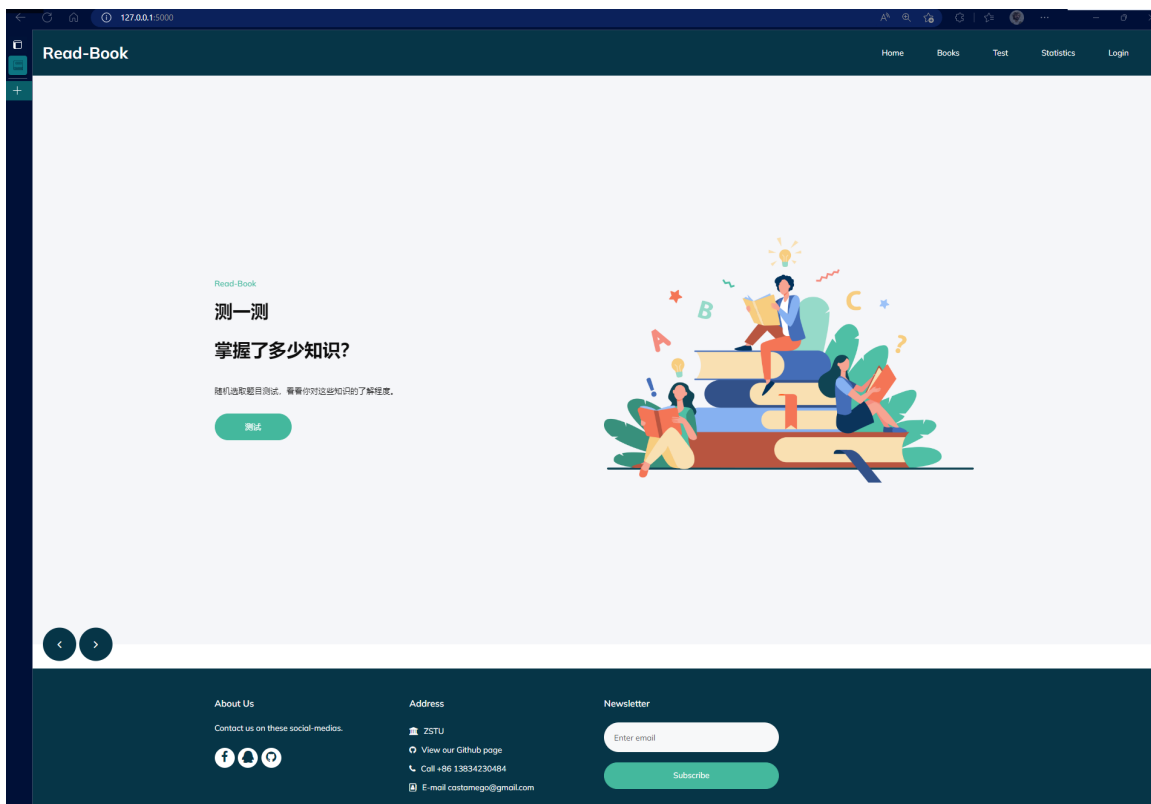 127.0.0.1:5000
Read-Book
Home
Books
Test
Statistics
Login
Read-Book
测一测
掌握了多少知识?
随机选取题目测试，看看你对这些知识的了解程度。
测试
A
B
C
?
!
About Us
Contact us on these social-medias.
Address
ZSTU
View our Github page
Call +86 13834230484
E-mail castamego@gmail.com
Newsletter
Enter email
Subscribe